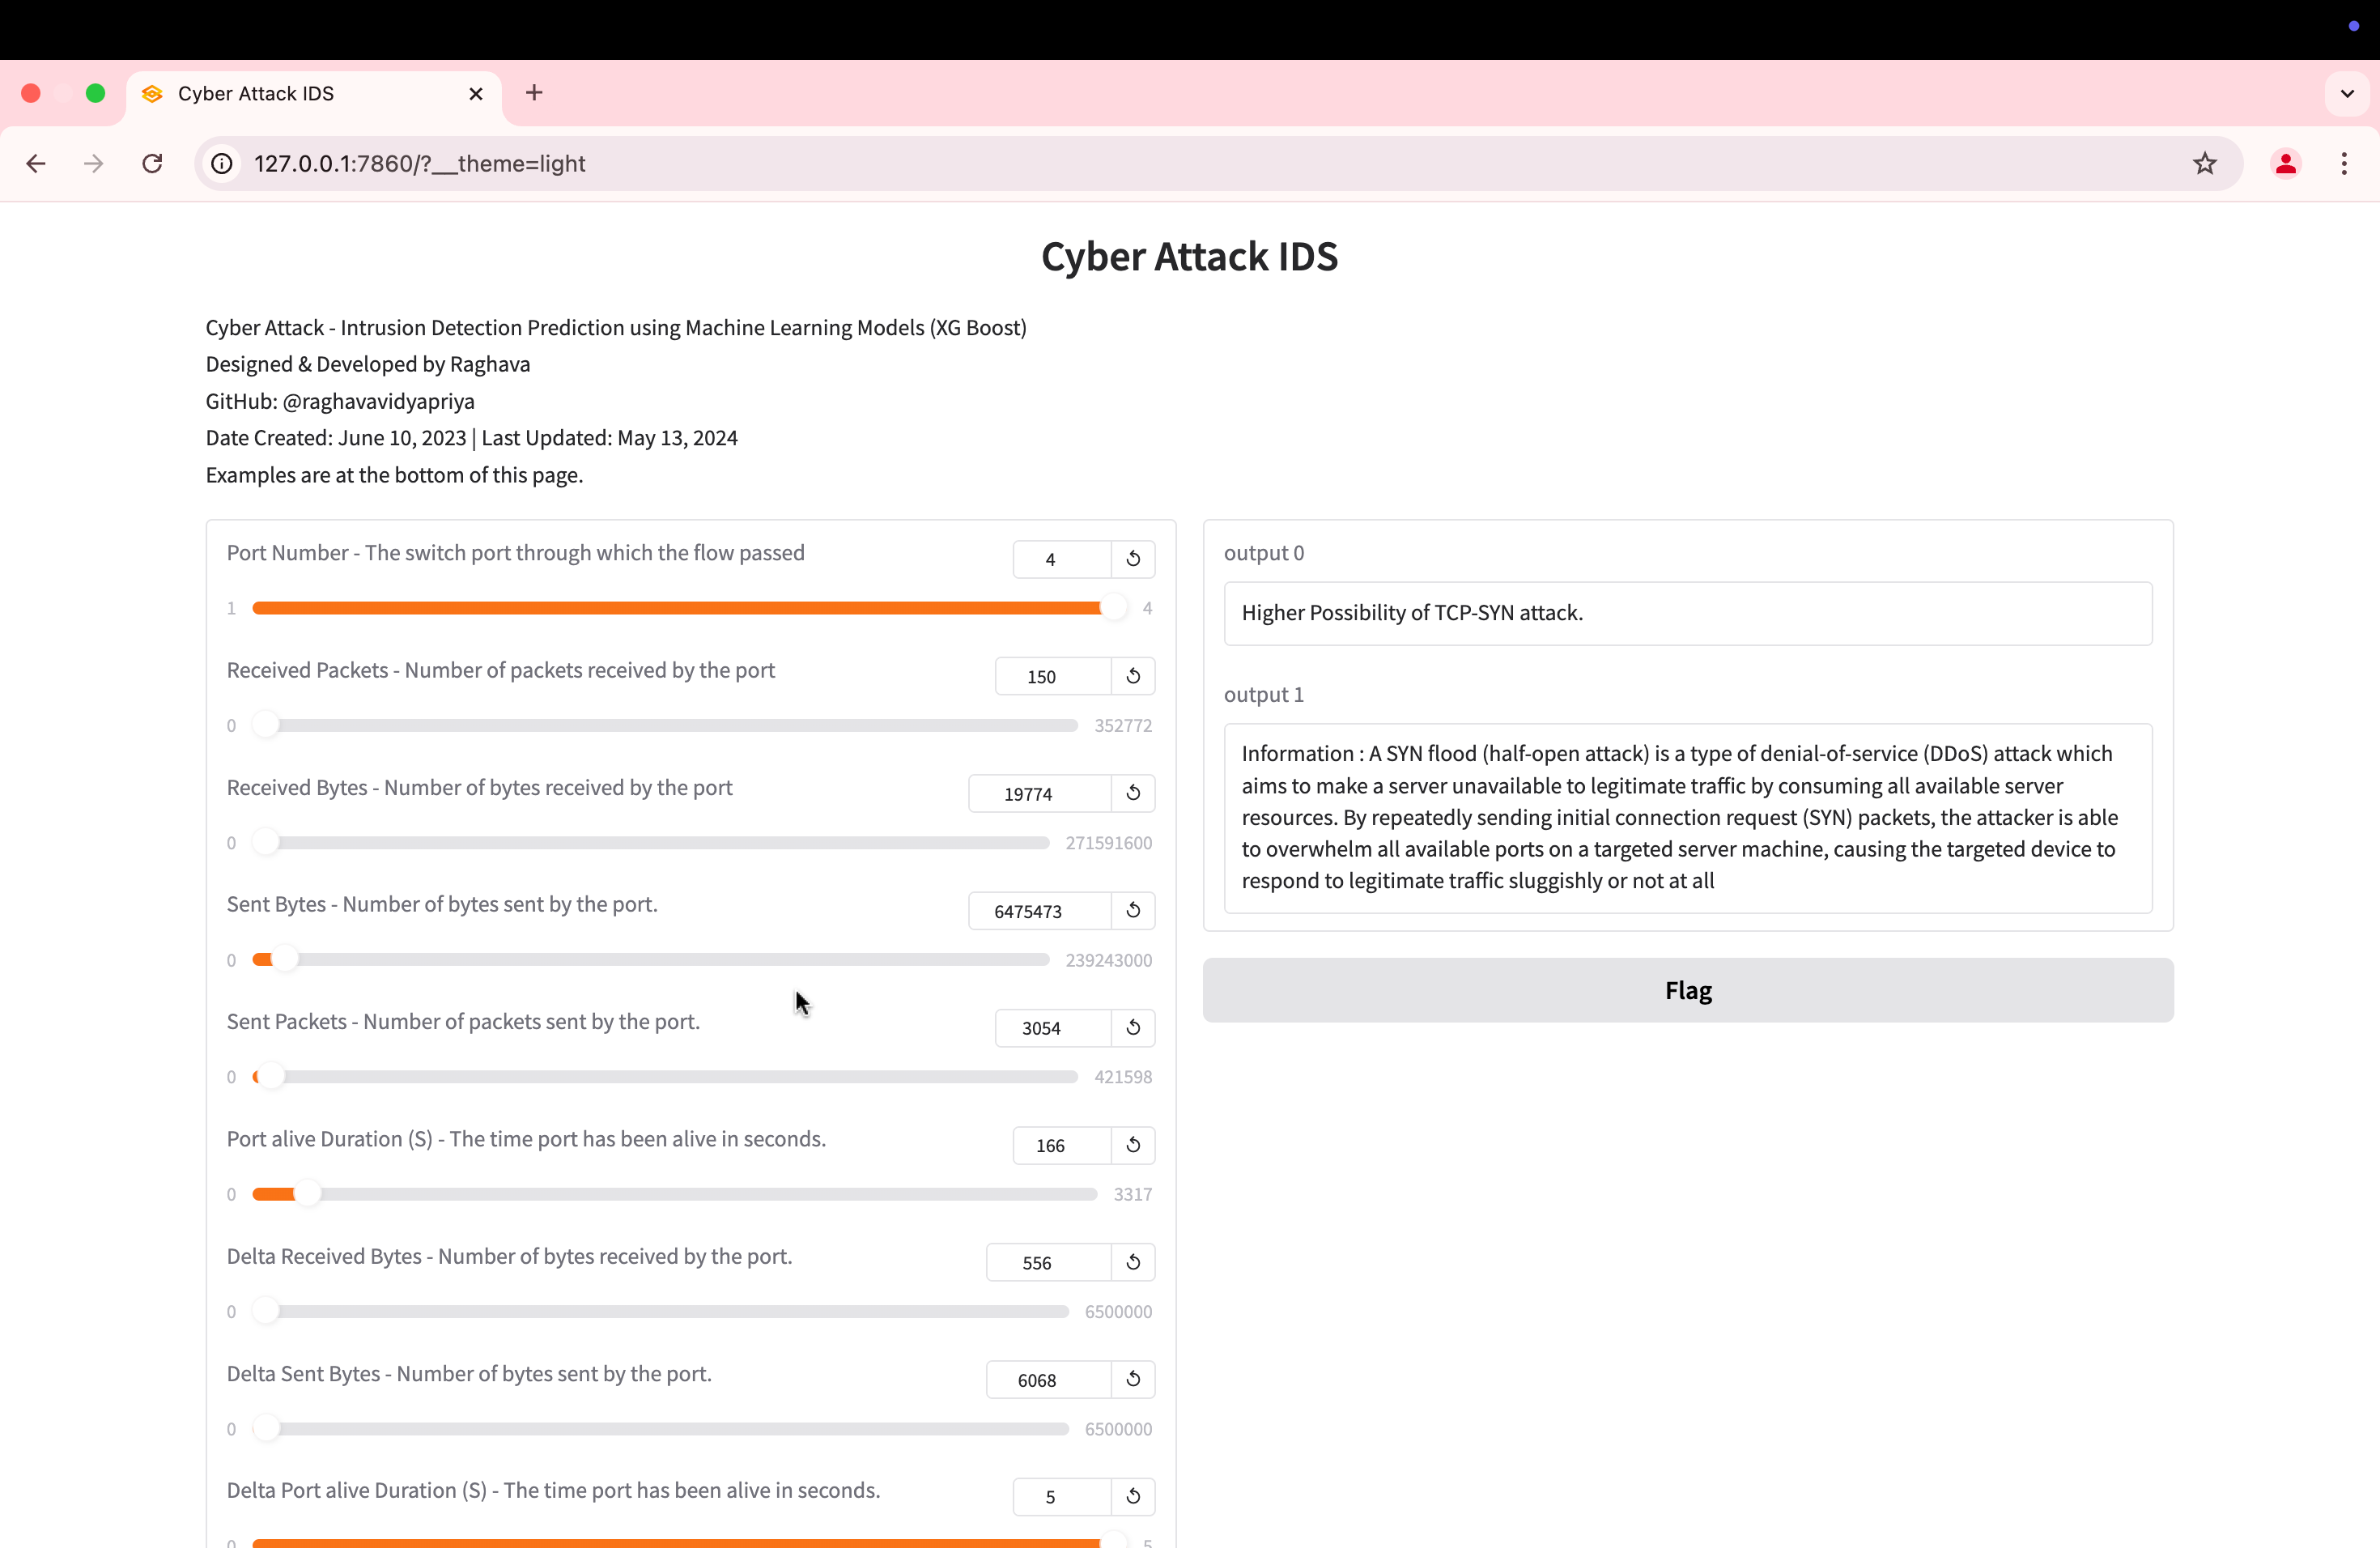 Cyber Attack IDS
127.0.0.1:7860/?__theme=light
Cyber Attack IDS
Cyber Attack - Intrusion Detection Prediction using Machine Learning Models (XG Boost)
Designed & Developed by Raghava
GitHub: @raghavavidyapriya
Date Created: June 10, 2023 | Last Updated: May 13, 2024
Examples are at the bottom of this page.
Port Number - The switch port through which the flow passed
4
1
4
Received Packets - Number of packets received by the port
150
0
352772
Received Bytes - Number of bytes received by the port
19774
0
271591600
Sent Bytes - Number of bytes sent by the port.
6475473
0
239243000
Sent Packets - Number of packets sent by the port.
3054
0
421598
Port alive Duration (S) - The time port has been alive in seconds.
166
0
3317
Delta Received Bytes - Number of bytes received by the port.
556
0
6500000
Delta Sent Bytes - Number of bytes sent by the port.
6068
0
6500000
Delta Port alive Duration (S) - The time port has been alive in seconds.
5
0
5
output 0
Higher Possibility of TCP-SYN attack.
output 1
Information : A SYN flood (half-open attack) is a type of denial-of-service (DDoS) attack which
aims to make a server unavailable to legitimate traffic by consuming all available server
resources. By repeatedly sending initial connection request (SYN) packets, the attacker is able
to overwhelm all available ports on a targeted server machine, causing the targeted device to
respond to legitimate traffic sluggishly or not at all
Flag